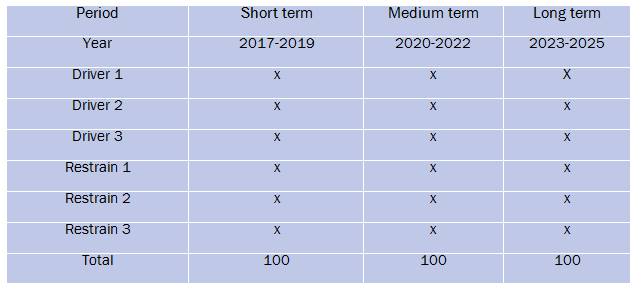 Period Short term Medium term Long term
Year 2017-2019 2020-2022 2023-2025
Driver 1 x x X
Driver 2 x x x
Driver 3 x x x
Restrain 1 x x x
Restrain 2 x x x
Restrain 3 x x x
Total 100 100 100